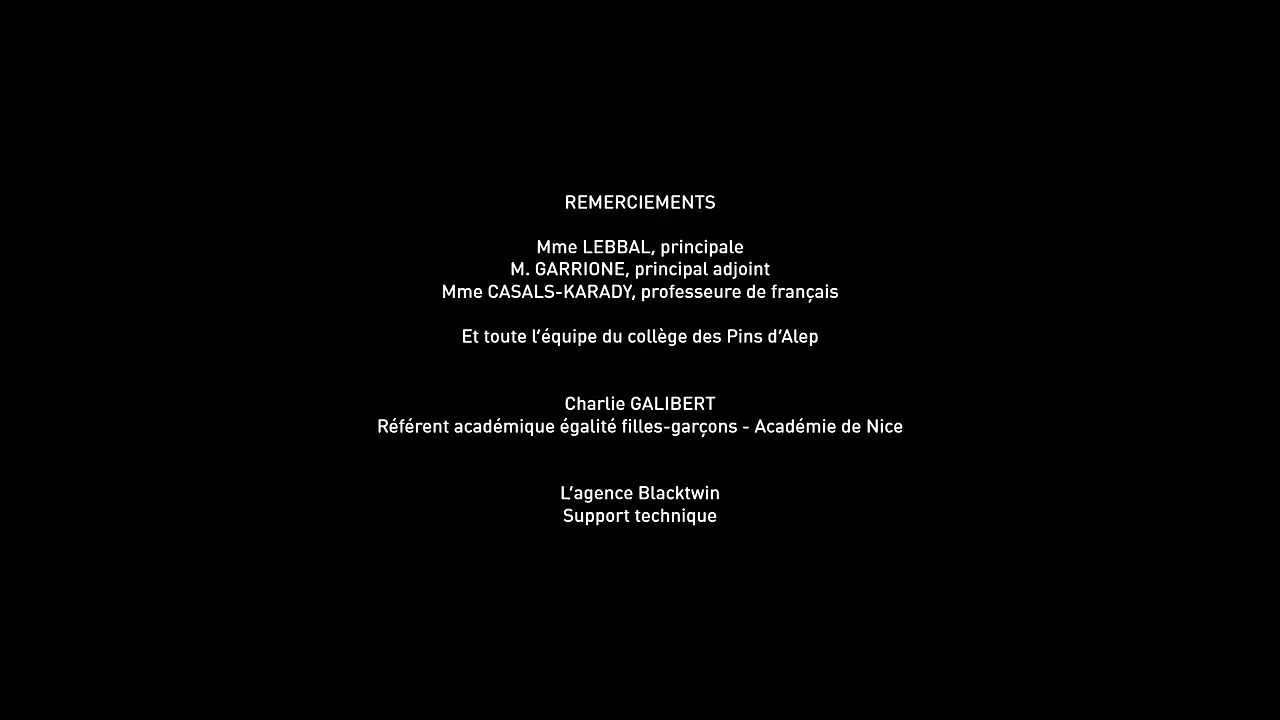 REMERCIEMENTS
Mme LEBBAL, principale
M. GARRIONE, principal adjoint
Mme CASALS-KARADY, professeure de français
Et toute l’équipe du collège des Pins d’Alep
Charlie GALIBERT
Référent académique égalité filles-garçons - Académie de Nice
L’agence Blacktwin
Support technique